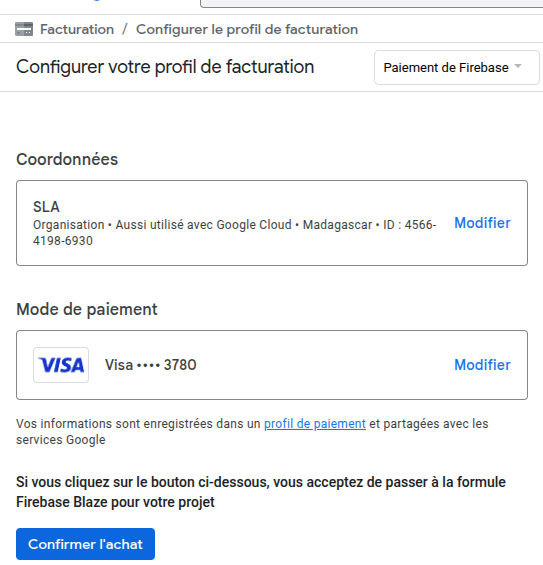 Facturation / Configurer le profil de facturation
Configurer votre profil de facturation
Paiement de Firebase
Coordonnées
SLA
Organisation • Aussi utilisé avec Google Cloud • Madagascar • ID : 4566-
4198-6930
Modifier
Mode de paiement
VISA
Visa •••• 3780
Modifier
Vos informations sont enregistrées dans un profil de paiement et partagées avec les
services Google
Si vous cliquez sur le bouton ci-dessous, vous acceptez de passer à la formule
Firebase Blaze pour votre projet
Confirmer l'achat